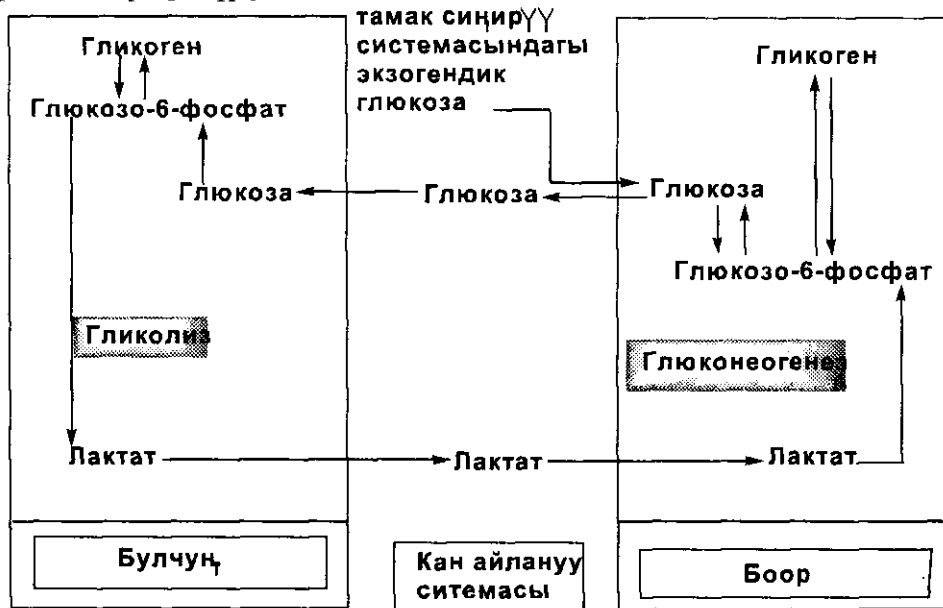 тамак сиңирүү
системасындагы
экзогендик
глюкоза
Гликоген
Глюкозо-6-фосфат
Глюкоза
Глюкоза
Глюкоза
Гликоген
Глюкозо-6-фосфат
Гликолиз
Глюконеогенез
Лактат
Лактат
Лактат
Булчуң
Кан айлануу
ситемасы
Боор